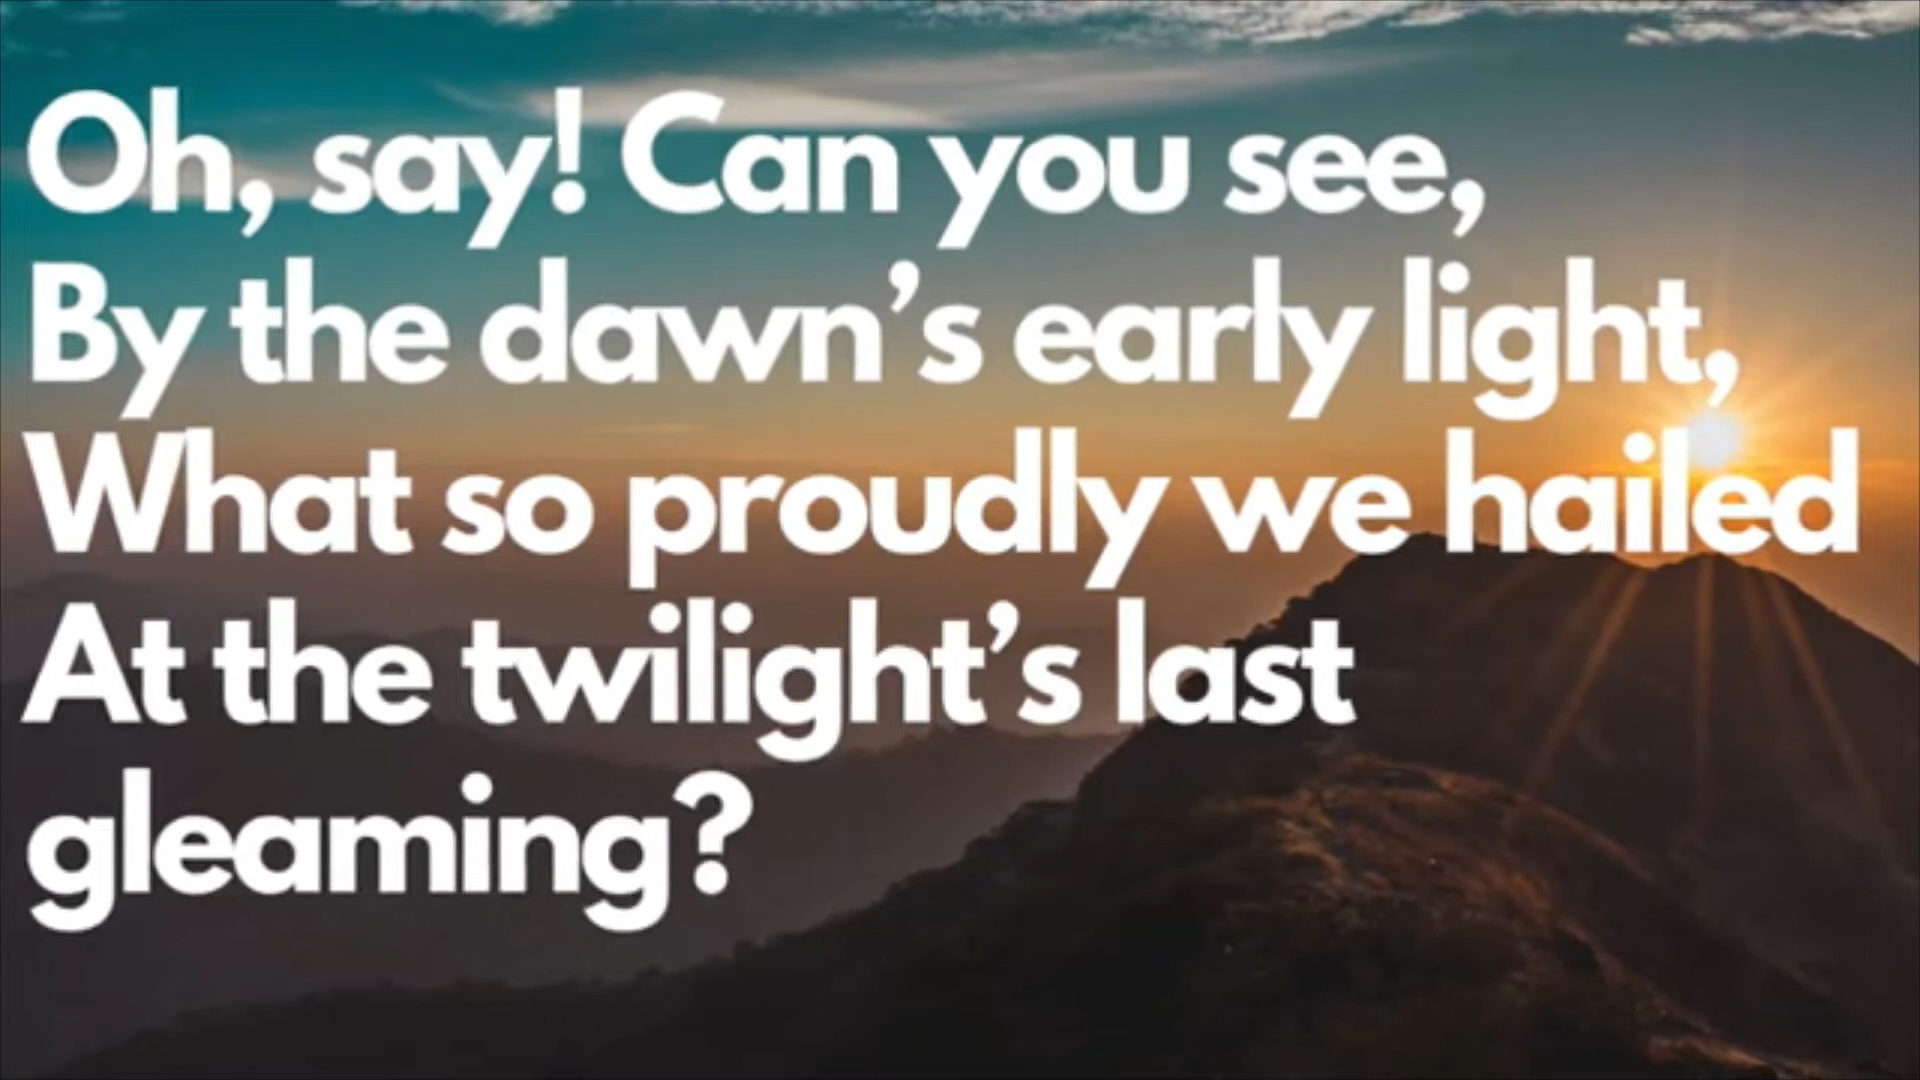 Oh, say! Can you see,
By the dawn’s early light,
What so proudly we hailed
At the twilight’s last
gleaming?